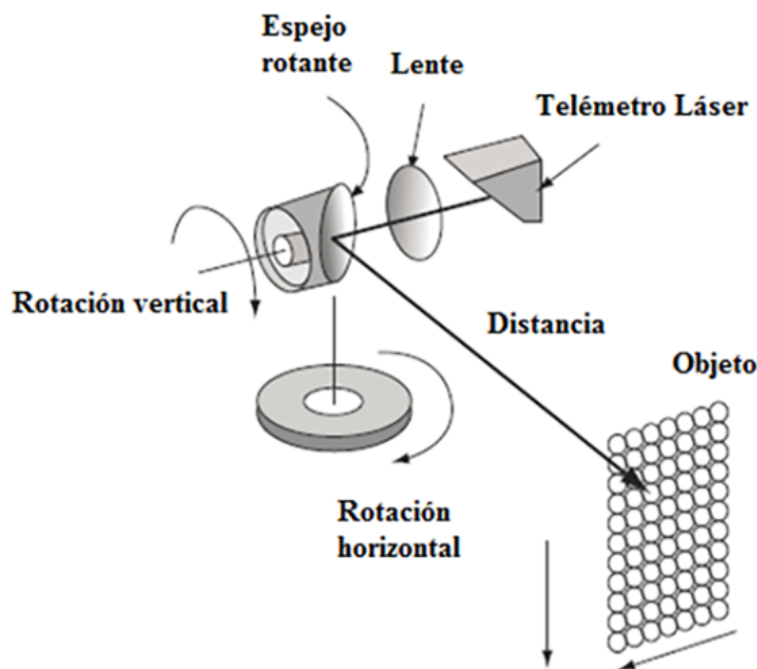 Espejo
rotante
Lente
Telémetro Láser
Rotación vertical
Distancia
Objeto
Rotación
horizontal